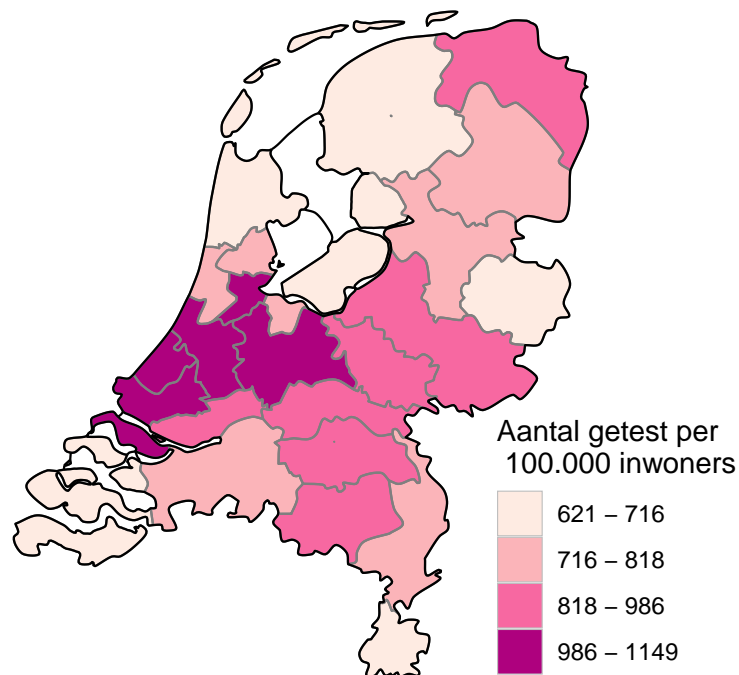 Aantal getest per
100.000 inwoners
621 – 716
716 – 818
818 – 986
986 – 1149